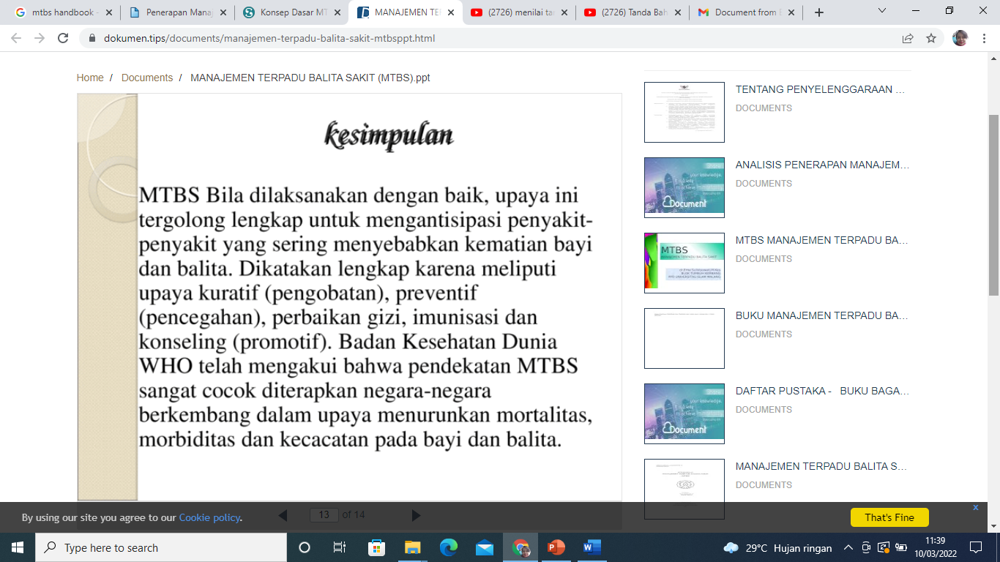 mtbs handbook -
Penerapan Manaj
Konsep Dasar MT
MANAJEMEN TE
(2726) menilai ta
(2726) Tanda Bah
Document from
dokumen.tips/documents/manajemen-terpadu-balita-sakit-mtbsppt.html
Home / Documents / MANAJEMEN TERPADU BALITA SAKIT (MTBS).ppt
kesimpulan
MTBS Bila dilaksanakan dengan baik, upaya ini
tergolong lengkap untuk mengantisipasi penyakit-
penyakit yang sering menyebabkan kematian bayi
dan balita. Dikatakan lengkap karena meliputi
upaya kuratif (pengobatan), preventif
(pencegahan), perbaikan gizi, imunisasi dan
konseling (promotif). Badan Kesehatan Dunia
WHO telah mengakui bahwa pendekatan MTBS
sangat cocok diterapkan negara-negara
berkembang dalam upaya menurunkan mortalitas,
morbiditas dan kecacatan pada bayi dan balita.
TENTANG PENYELENGGARAAN ...
DOCUMENTS
share
your knowledge.
Document
ANALISIS PENERAPAN MANAJEM...
DOCUMENTS
MTBS
MANAJEMEN TERPADU BALITA SAKIT
MTBS MANAJEMEN TERPADU BA...
DOCUMENTS
BUKU MANAJEMEN TERPADU BA...
DOCUMENTS
your knowledge.
Document
DAFTAR PUSTAKA - BUKU BAGA...
DOCUMENTS
MANAJEMEN TERPADU BALITA S...
DOCUMENTS
13 of 14
By using our site you agree to our Cookie policy.
That's Fine
x
Type here to search
29°C Hujan ringan
11:39
10/03/2022